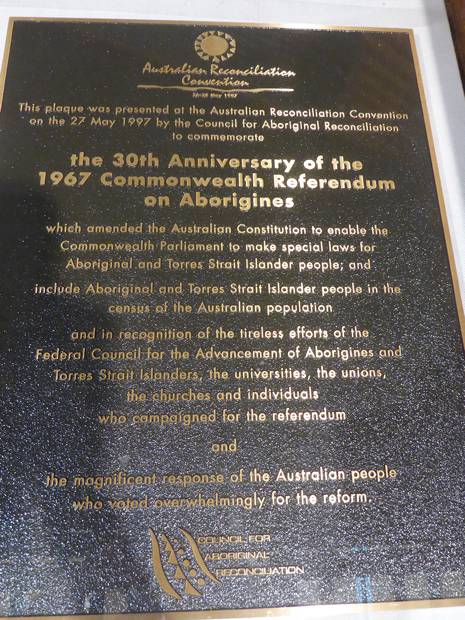 Australian Reconciliation
Convention
26-28 May 1997
This plaque was presented at the Australian Reconciliation Convention
on the 27 May 1997 by the Council for Aboriginal Reconciliation
to commemorate
the 30th Anniversary of the
1967 Commonwealth Referendum
on Aborigines
which amended the Australian Constitution to enable the
Commonwealth Parliament to make special laws for
Aboriginal and Torres Strait Islander people; and
include Aboriginal and Torres Strait Islander people in the
census of the Australian population
and in recognition of the tireless efforts of the
Federal Council for the Advancement of Aborigines and
Torres Strait Islanders, the universities, the unions,
the churches and individuals
who campaigned for the referendum
and
the magnificent response of the Australian people
who voted overwhelmingly for the reform.
COUNCIL FOR
ABORIGINAL
RECONCILIATION